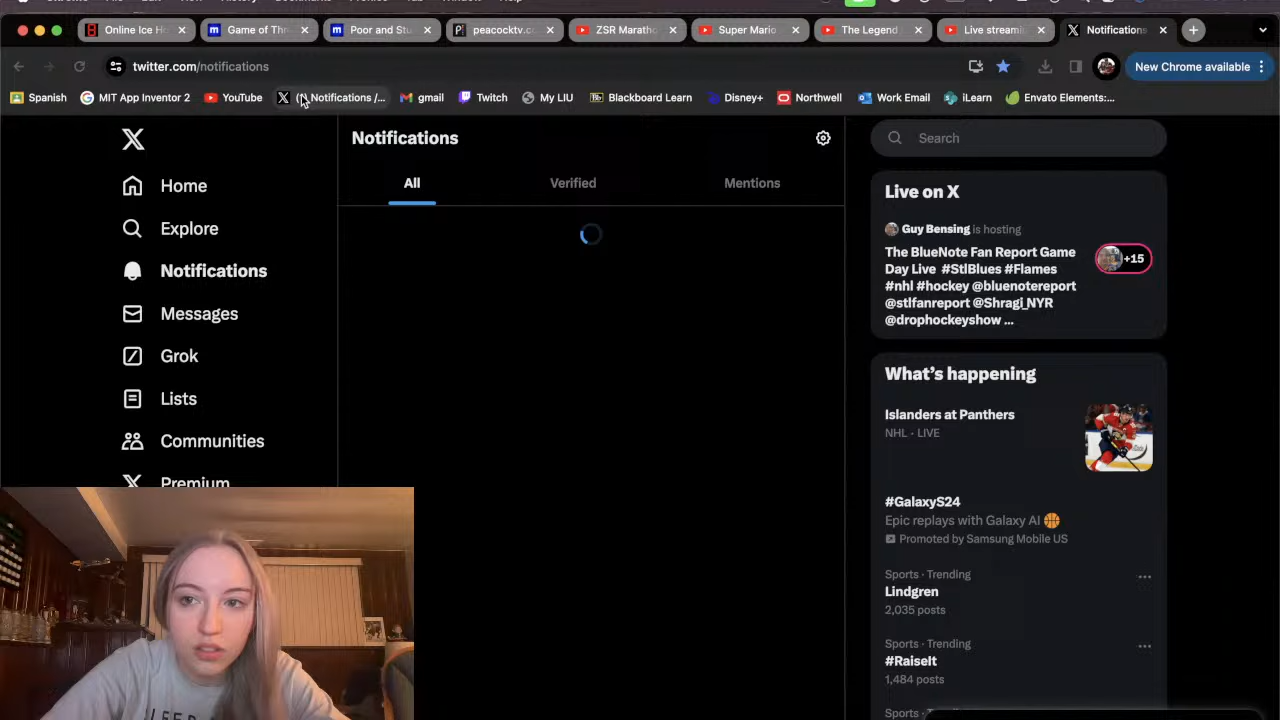 Online Ice Ho
Game of Thr
Poor and Stu
peacocktv.c
ZSR Marath
Super Mario
The Legend
Live streami
Notifications
twitter.com/notifications
New Chrome available
Spanish
MIT App Inventor 2
YouTube
Notifications /...
gmail
Twitch
My LIU
Blackboard Learn
Disney+
Northwell
Work Email
iLearn
Envato Elements:...
Home
Explore
Notifications
Messages
Grok
Lists
Communities
Premium
Notifications
All
Verified
Mentions
Search
Live on X
Guy Bensing is hosting
The BlueNote Fan Report Game
Day Live #StlBlues #Flames
#nhl #hockey @bluenotereport
@stlfanreport @Shragi_NYR
@drophockeyshow ...
+15
What's happening
Islanders at Panthers
NHL · LIVE
#GalaxyS24
Epic replays with Galaxy AI
Promoted by Samsung Mobile US
Sports · Trending
Lindgren
2,035 posts
Sports · Trending
#RaiseIt
1,484 posts